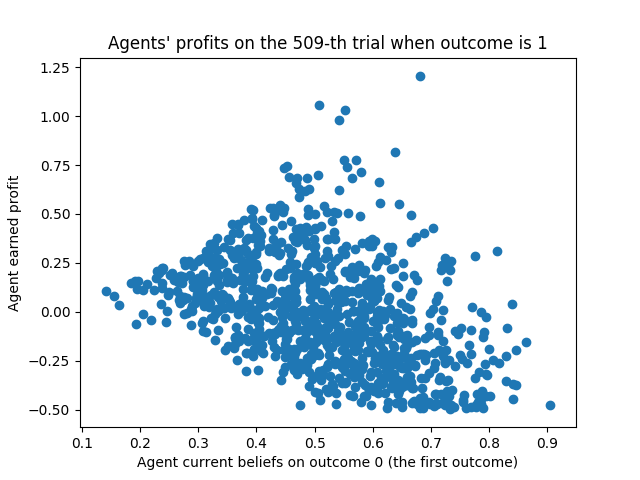 Agents' profits on the 509-th trial when outcome is 1
1.25
1.00
0.75
0.50
0.25
0.00
−0.25
−0.50
Agent earned profit
0.1 0.2 0.3 0.4 0.5 0.6 0.7 0.8 0.9
Agent current beliefs on outcome 0 (the first outcome)